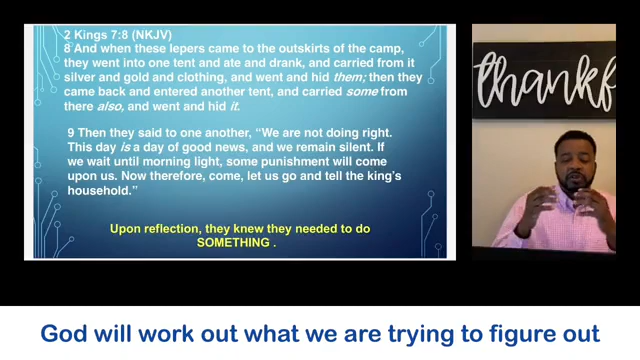 2 Kings 7:8 (NKJV)
8 And when these lepers came to the outskirts of the camp,
they went into one tent and ate and drank, and carried from it
silver and gold and clothing, and went and hid them; then they
came back and entered another tent, and carried some from
there also, and went and hid it.
9 Then they said to one another, “We are not doing right.
This day is a day of good news, and we remain silent. If
we wait until morning light, some punishment will come
upon us. Now therefore, come, let us go and tell the king’s
household.”
Upon reflection, they knew they needed to do
SOMETHING .
thankf
God will work out what we are trying to figure out